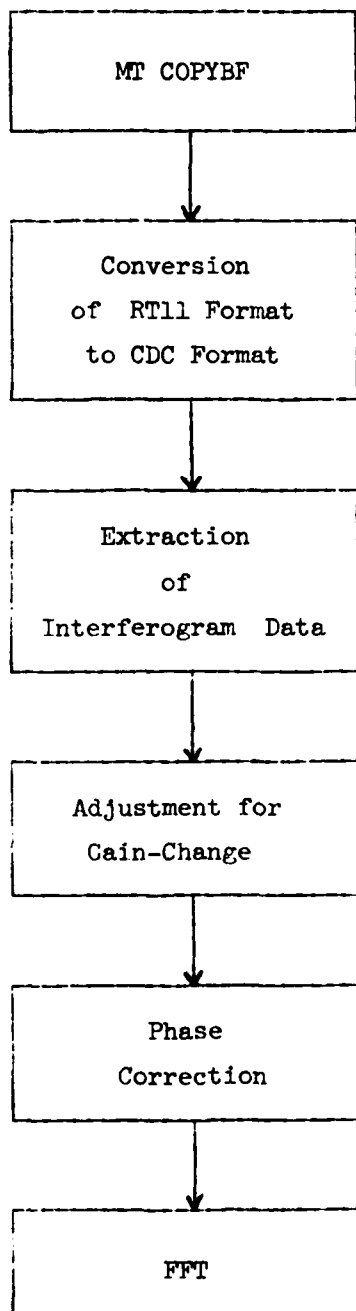 MT COPYBF
Conversion
of RT11 Format
to CDC Format
Extraction
of
Interferogram Data
Adjustment for
Gain-Change
Phase
Correction
FFT